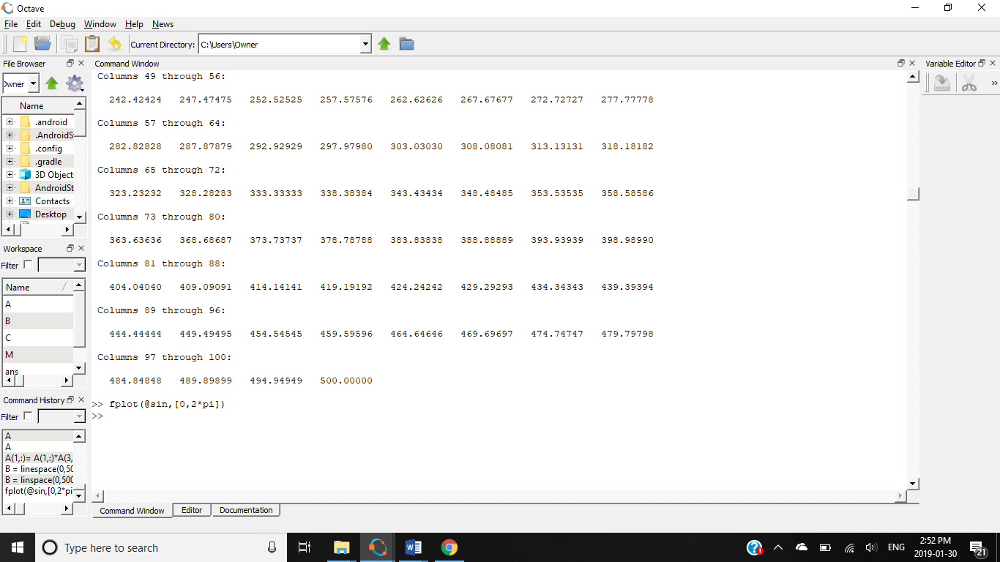 Octave
File Edit Debug Window Help News
Current Directory: C:\Users\Owner
File Browser
Owner
Name
.android
.AndroidS
.config
.gradle
3D Object
AndroidSt
Contacts
Desktop
Workspace
Filter
Name
A
B
C
M
ans
Command History
Filter
A
A
A(1,:)= A(1,:)*A(3,
B = linespace(0,50
B = linspace(0,500
fplot(@sin,[0,2*pi
Command Window
Columns 49 through 56:
242.42424 247.47475 252.52525 257.57576 262.62626 267.67677 272.72727 277.77778
Columns 57 through 64:
282.82828 287.87879 292.92929 297.97980 303.03030 308.08081 313.13131 318.18182
Columns 65 through 72:
323.23232 328.28283 333.33333 338.38384 343.43434 348.48485 353.53535 358.58586
Columns 73 through 80:
363.63636 368.68687 373.73737 378.78788 383.83838 388.88889 393.93939 398.98990
Columns 81 through 88:
404.04040 409.09091 414.14141 419.19192 424.24242 429.29293 434.34343 439.39394
Columns 89 through 96:
444.44444 449.49495 454.54545 459.59596 464.64646 469.69697 474.74747 479.79798
Columns 97 through 100:
484.84848 489.89899 494.94949 500.00000
>> fplot(@sin,[0,2*pi])
>>
Command Window Editor Documentation
Variable Editor
»
Type here to search
ENG
2:52 PM
2019-01-30
21